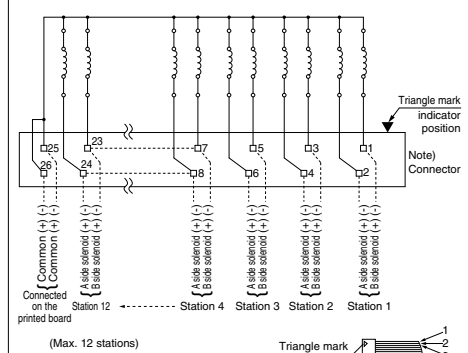 Triangle mark
indicator
position
Note)
Connector
25 23 7 5 3 1
26 24 8 6 4 2
Common (+) (-)
Common (+) (-)
A side solenoid (+) (-)
B side solenoid (+) (-)
A side solenoid (+) (-)
B side solenoid (+) (-)
A side solenoid (+) (-)
B side solenoid (+) (-)
A side solenoid (+) (-)
B side solenoid (+) (-)
A side solenoid (+) (-)
B side solenoid (+) (-)
Connected
on the
printed board
Station 12 Station 4 Station 3 Station 2 Station 1
(Max. 12 stations)
Triangle mark
1
2